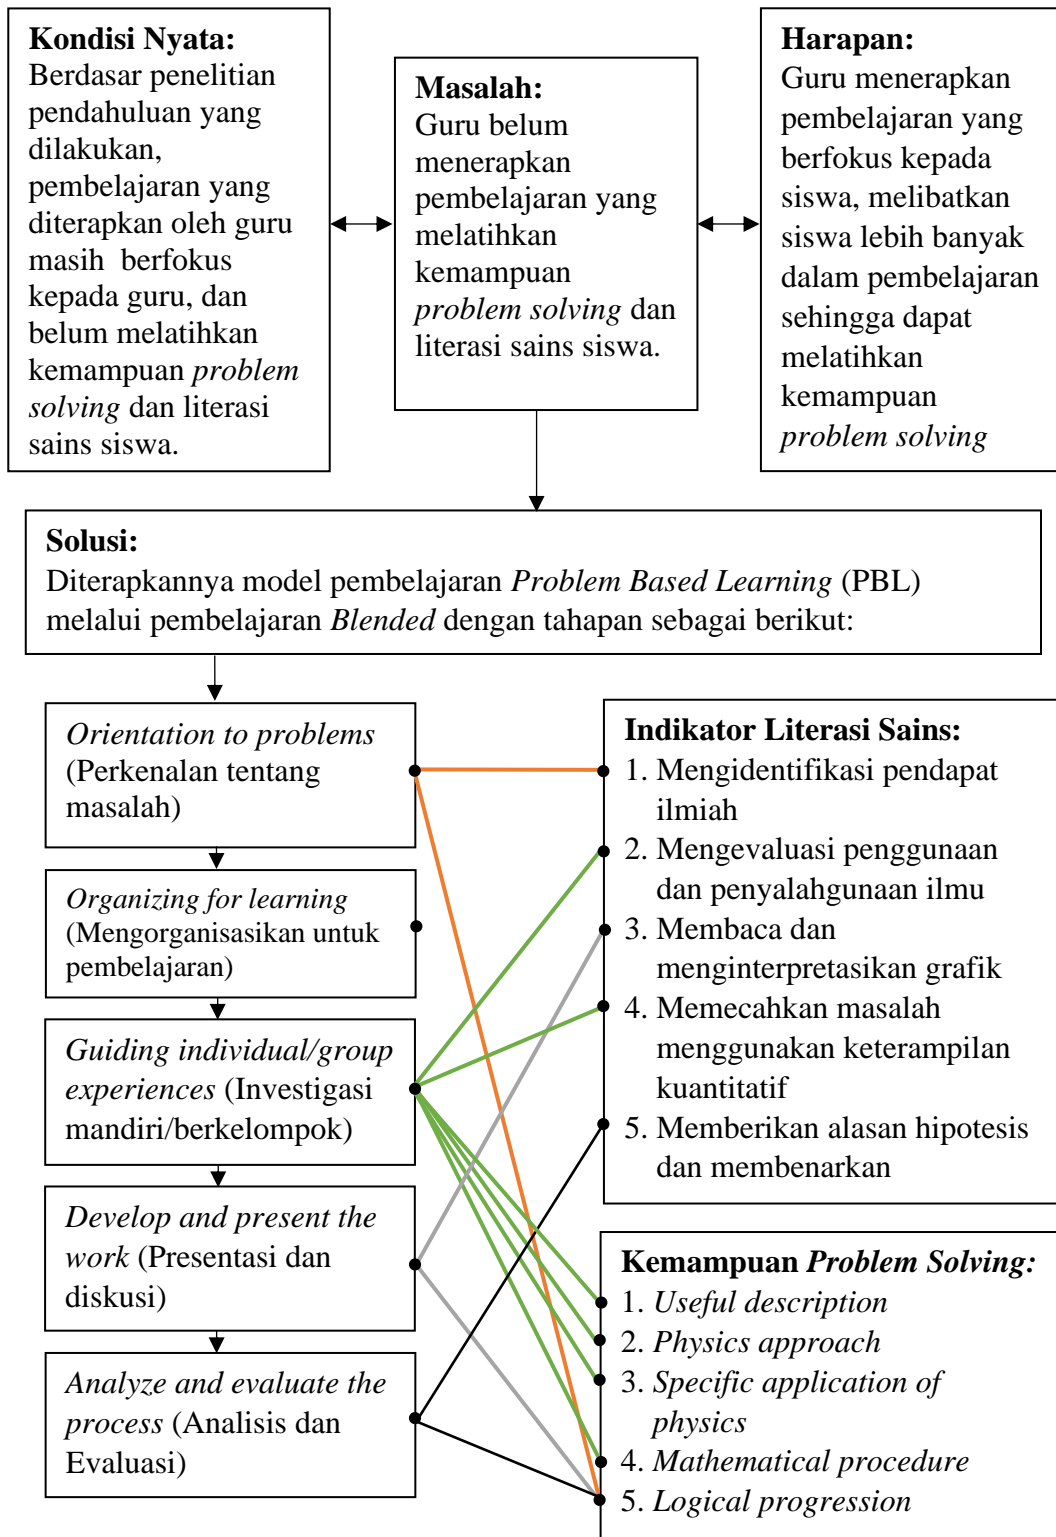 Kondisi Nyata:
Berdasar penelitian
pendahuluan yang
dilakukan,
pembelajaran yang
diterapkan oleh guru
masih berfokus
kepada guru, dan
belum melatihkan
kemampuan problem
solving dan literasi
sains siswa.
Masalah:
Guru belum
menerapkan
pembelajaran yang
melatihkan
kemampuan
problem solving dan
literasi sains siswa.
Harapan:
Guru menerapkan
pembelajaran yang
berfokus kepada
siswa, melibatkan
siswa lebih banyak
dalam pembelajaran
sehingga dapat
melatihkan
kemampuan
problem solving
Solusi:
Diterapkannya model pembelajaran Problem Based Learning (PBL)
melalui pembelajaran Blended dengan tahapan sebagai berikut:
Orientation to problems
(Perkenalan tentang
masalah)
Organizing for learning
(Mengorganisasikan untuk
pembelajaran)
Guiding individual/group
experiences (Investigasi
mandiri/berkelompok)
Develop and present the
work (Presentasi dan
diskusi)
Analyze and evaluate the
process (Analisis dan
Evaluasi)
Indikator Literasi Sains:
1. Mengidentifikasi pendapat
ilmiah
2. Mengevaluasi penggunaan
dan penyalahgunaan ilmu
3. Membaca dan
menginterpretasikan grafik
4. Memecahkan masalah
menggunakan keterampilan
kuantitatif
5. Memberikan alasan hipotesis
dan membenarkan
Kemampuan Problem Solving:
1. Useful description
2. Physics approach
3. Specific application of
physics
4. Mathematical procedure
5. Logical progression